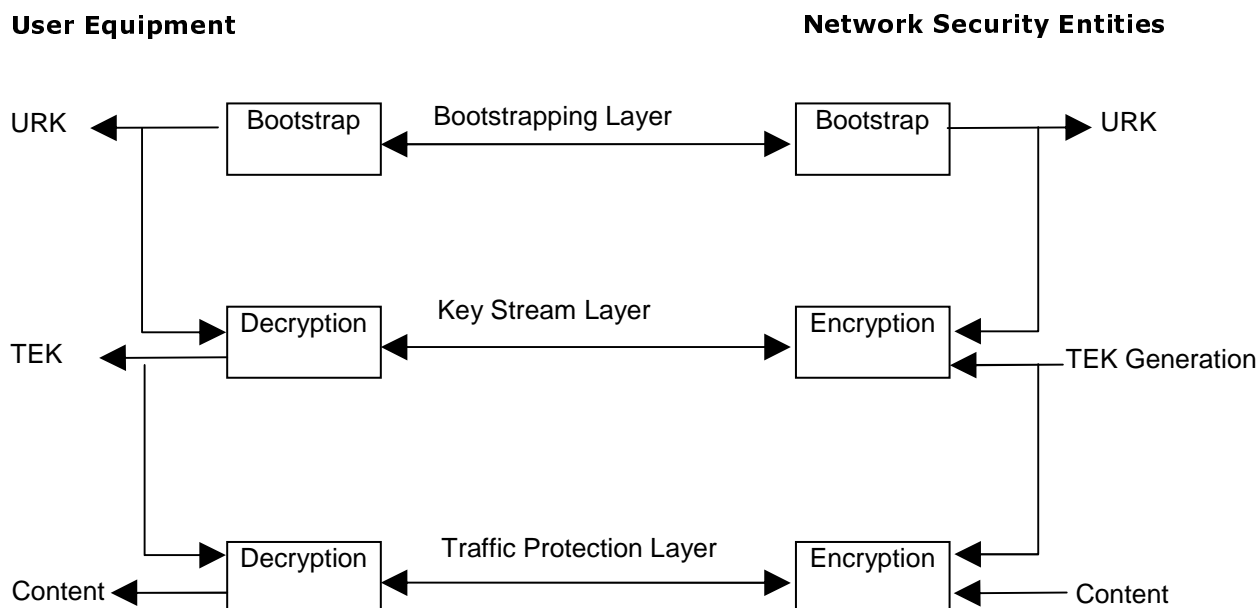 User Equipment
Network Security Entities
URK
Bootstrap
Bootstrapping Layer
Bootstrap
URK
Decryption
Key Stream Layer
Encryption
TEK
TEK Generation
Decryption
Traffic Protection Layer
Encryption
Content
Content